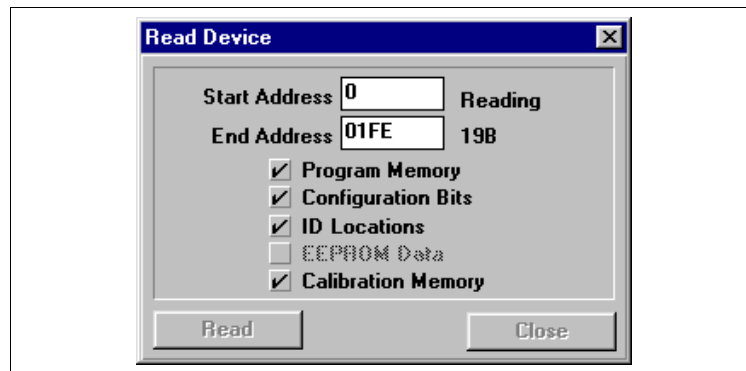 Read Device
Start Address 0 Reading
End Address 01FE 19B
Program Memory
Configuration Bits
ID Locations
EEPROM Data
Calibration Memory
Read Close